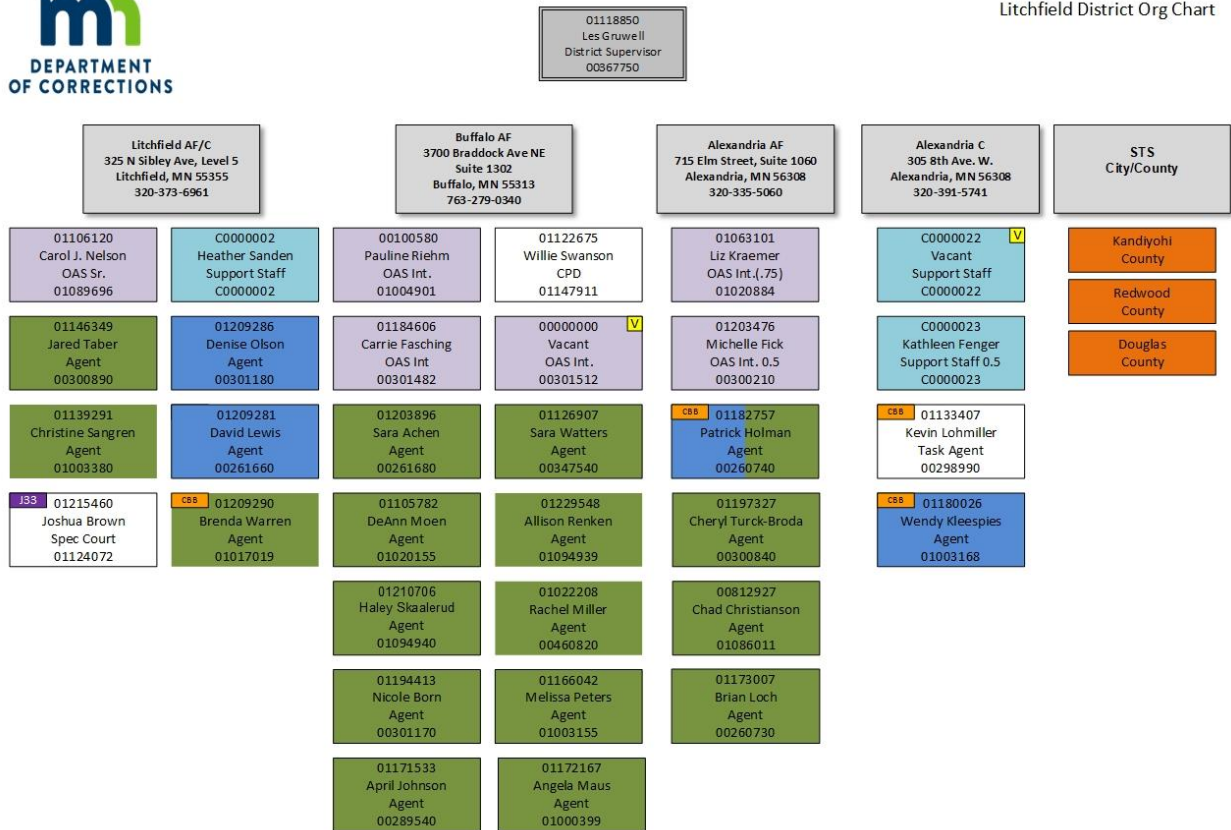 mn
DEPARTMENT
OF CORRECTIONS
Litchfield District Org Chart
01118850
Les Gruwell
District Supervisor
00367750
Litchfield AF/C
325 N Sibley Ave, Level 5
Litchfield, MN 55355
320-373-6961
Buffalo AF
3700 Braddock Ave NE
Suite 1302
Buffalo, MN 55313
763-279-0340
Alexandria AF
715 Elm Street, Suite 1060
Alexandria, MN 56308
320-335-5060
Alexandria C
305 8th Ave. W.
Alexandria, MN 56308
320-391-5741
STS
City/County
01106120
Carol J. Nelson
OAS Sr.
01089696
C0000002
Heather Sanden
Support Staff
C0000002
00100580
Pauline Riehm
OAS Int.
01004901
01122675
Willie Swanson
CPD
01147911
01063101
Liz Kraemer
OAS Int.(.75)
01020884
C0000022
V
Vacant
Support Staff
C0000022
Kandiyohi
County
Redwood
County
Douglas
County
01146349
Jared Taber
Agent
00300890
01209286
Denise Olson
Agent
00301180
01184606
Carrie Fasching
OAS Int
00301482
00000000
V
Vacant
OAS Int.
00301512
01203476
Michelle Fick
OAS Int. 0.5
00300210
C0000023
Kathleen Fenger
Support Staff 0.5
C0000023
01139291
Christine Sangren
Agent
01003380
01209281
David Lewis
Agent
00261660
01203896
Sara Achen
Agent
00261680
01126907
Sara Watters
Agent
00347540
CBB
01182757
Patrick Holman
Agent
00260740
CBB
01133407
Kevin Lohmiller
Task Agent
00298990
J33
01215460
Joshua Brown
Spec Court
01124072
CBB
01209290
Brenda Warren
Agent
01017019
01105782
DeAnn Moen
Agent
01020155
01229548
Allison Renken
Agent
01094939
01197327
Cheryl Turck-Broda
Agent
00300840
CBB
01180026
Wendy Kleespies
Agent
01003168
01210706
Haley Skaalerud
Agent
01094940
01022208
Rachel Miller
Agent
00460820
00812927
Chad Christianson
Agent
01086011
01194413
Nicole Born
Agent
00301170
01166042
Melissa Peters
Agent
01003155
01173007
Brian Loch
Agent
00260730
01171533
April Johnson
Agent
00289540
01172167
Angela Maus
Agent
01000399